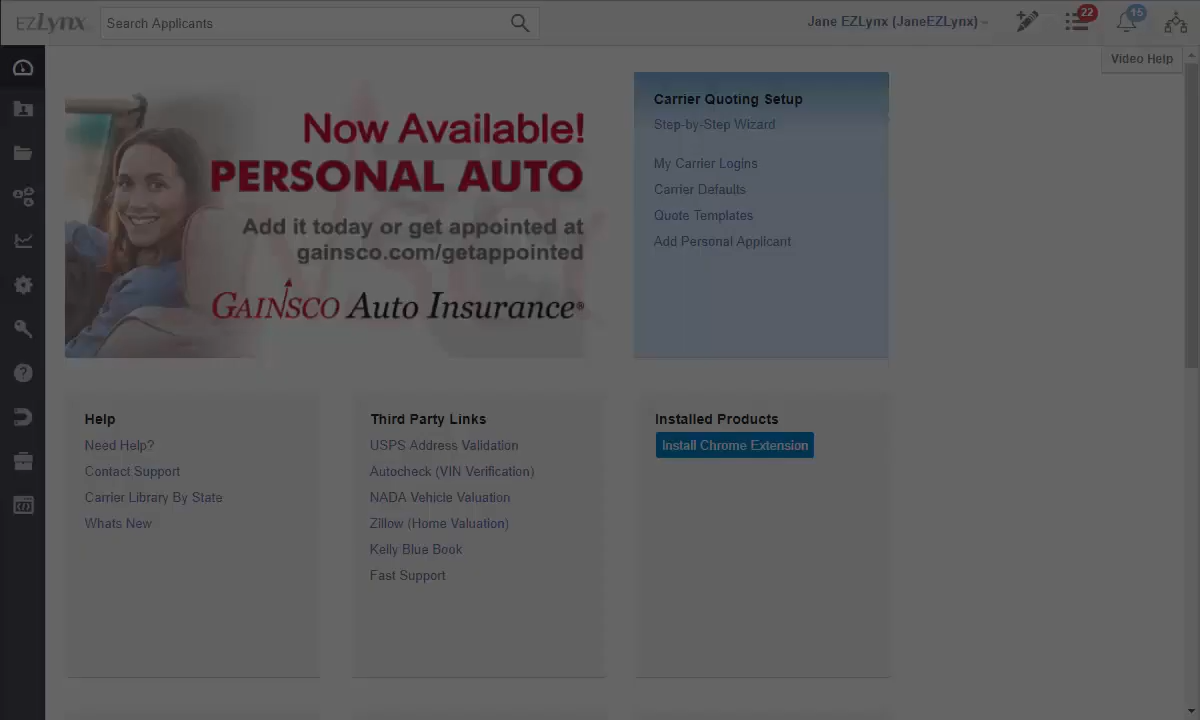 EZLynx
Search Applicants
Jane EZLynx (JaneEZLynx)
22
15
Video Help
Now Available!
PERSONAL AUTO
Add it today or get appointed at
gainsco.com/getappointed
GAINSCO Auto Insurance®
Carrier Quoting Setup
Step-by-Step Wizard
My Carrier Logins
Carrier Defaults
Quote Templates
Add Personal Applicant
Help
Need Help?
Contact Support
Carrier Library By State
Whats New
Third Party Links
USPS Address Validation
Autocheck (VIN Verification)
NADA Vehicle Valuation
Zillow (Home Valuation)
Kelly Blue Book
Fast Support
Installed Products
Install Chrome Extension